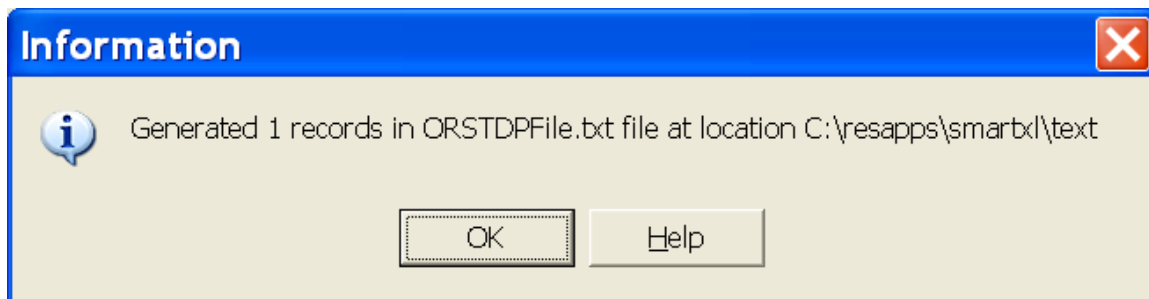 Information
Generated 1 records in ORSTDPFile.txt file at location C:\resapps\smartxl\text
OK Help